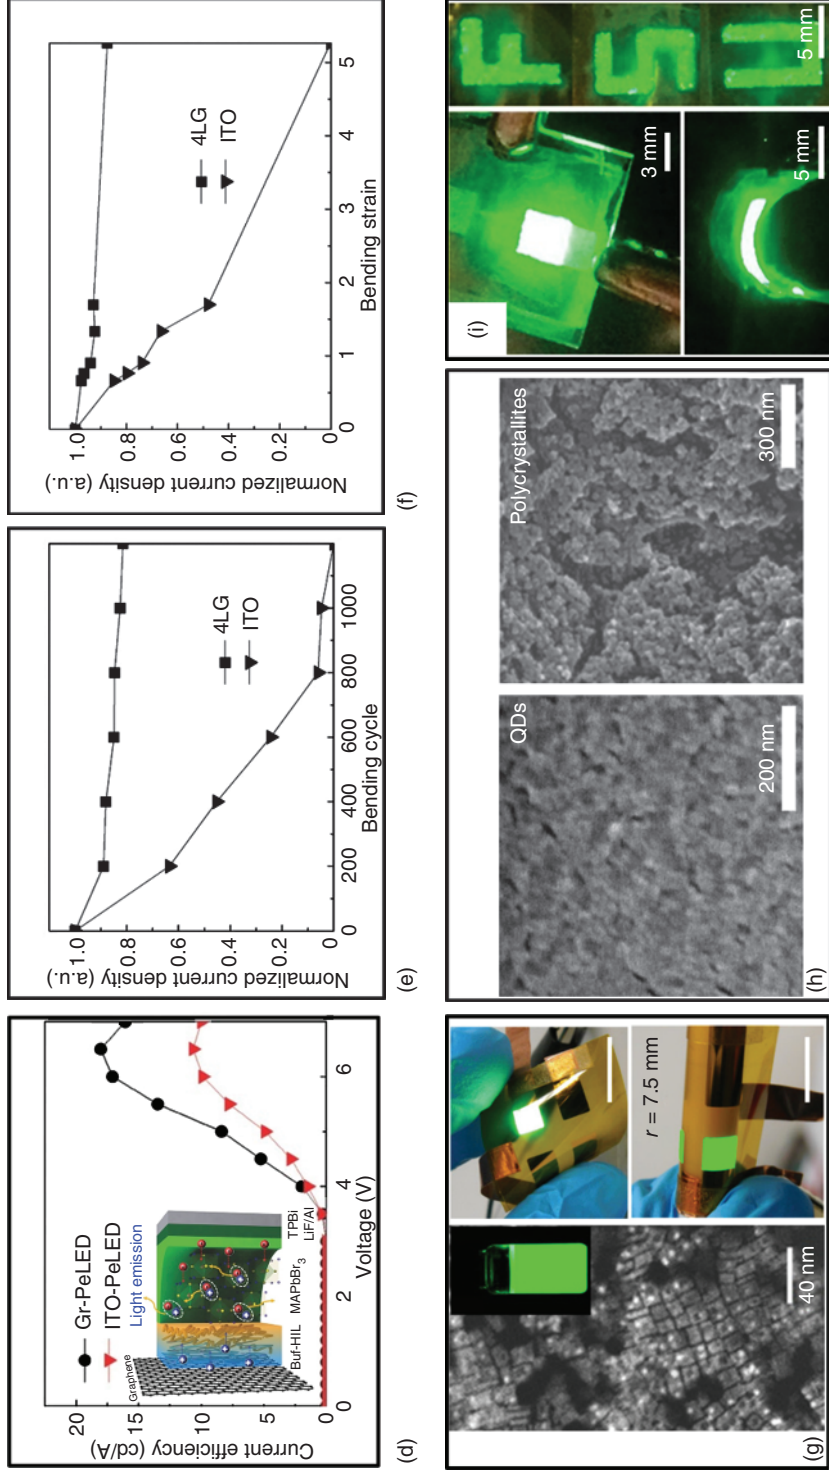 20
15
10
5
0
Current efficiency (cd/A)
Gr-PeLED
ITO-PeLED
Light emission
Graphene
Buf-HIL
MAPbBr3
TPBi
LiF/Al
0
2
4
6
Voltage (V)
(d)
1.0
0.8
0.6
0.4
0.2
0
Normalized current density (a.u.)
4LG
ITO
0
200
400
600
800
1000
Bending cycle
(e)
1.0
0.8
0.6
0.4
0.2
0
Normalized current density (a.u.)
4LG
ITO
0
1
2
3
4
5
Bending strain
(f)
40 nm
r = 7.5 mm
(g)
QDs
200 nm
Polycrystallites
300 nm
(h)
(i)
3 mm
5 mm
5 mm